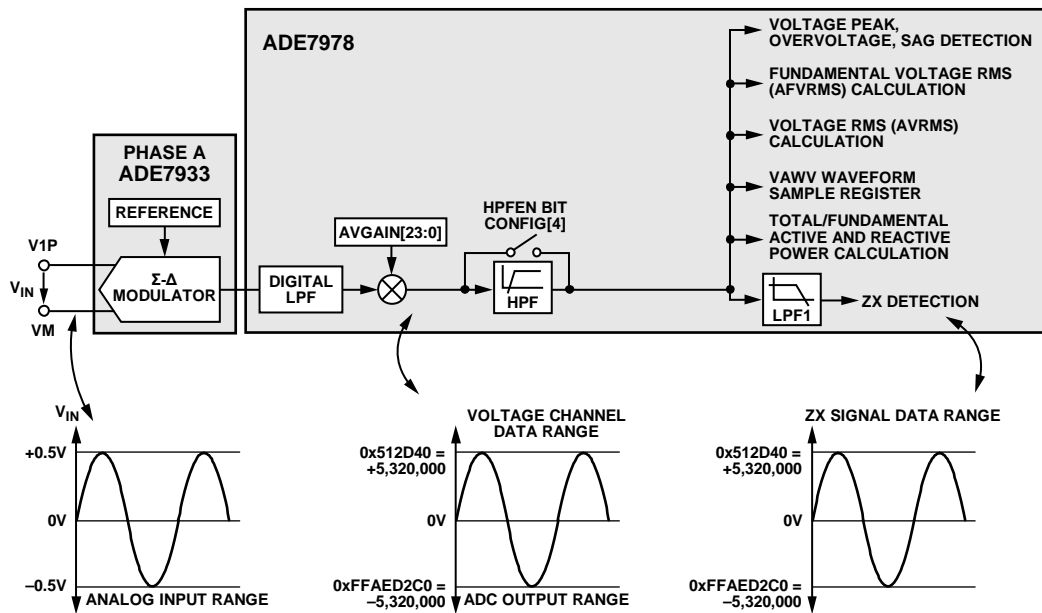 ADE7978
VOLTAGE PEAK,
OVERVOLTAGE, SAG DETECTION
FUNDAMENTAL VOLTAGE RMS
(AFVRMS) CALCULATION
VOLTAGE RMS (AVRMS)
CALCULATION
VAWV WAVEFORM
SAMPLE REGISTER
TOTAL/FUNDAMENTAL
ACTIVE AND REACTIVE
POWER CALCULATION
PHASE A
ADE7933
REFERENCE
V1P
VIN
VM
Σ-Δ
MODULATOR
DIGITAL
LPF
AVGAIN[23:0]
HPFEN BIT
CONFIG[4]
HPF
LPF1
ZX DETECTION
VIN
+0.5V
0V
–0.5V
ANALOG INPUT RANGE
VOLTAGE CHANNEL
DATA RANGE
0x512D40 =
+5,320,000
0V
0xFFAED2C0 =
–5,320,000
ADC OUTPUT RANGE
ZX SIGNAL DATA RANGE
0x512D40 =
+5,320,000
0V
0xFFAED2C0 =
–5,320,000